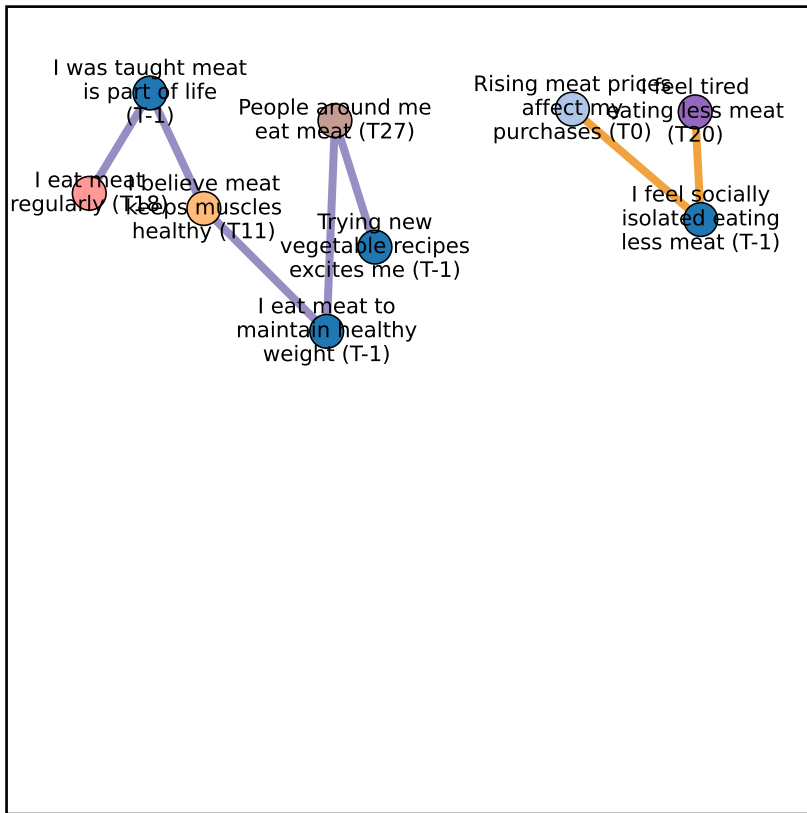 I was taught meat
is part of life
(T-1)
People around me
eat meat (T27)
Rising meat prices
affect my
purchases (T0)
I feel tired
eating less meat
(T20)
I eat meat
regularly (T18)
I believe meat
keeps muscles
healthy (T11)
Trying new
vegetable recipes
excites me (T-1)
I feel socially
isolated eating
less meat (T-1)
I eat meat to
maintain healthy
weight (T-1)